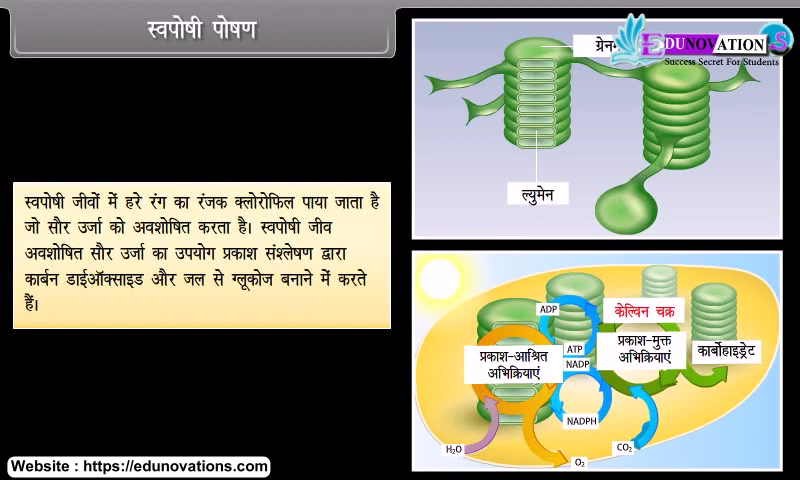 स्वपोषी पोषण
EDUNOVATION S
Success Secret For Students
ल्युमेन
स्वपोषी जीवों में हरे रंग का रंजक क्लोरोफिल पाया जाता है
जो सौर उर्जा को अवशोषित करता है। स्वपोषी जीव
अवशोषित सौर उर्जा का उपयोग प्रकाश संश्लेषण द्वारा
कार्बन डाईऑक्साइड और जल से ग्लूकोज बनाने में करते
हैं।
ADP
केल्विन चक्र
प्रकाश-आश्रित
अभिक्रियाएं
ATP
प्रकाश-मुक्त
अभिक्रियाएं
कार्बोहाइड्रेट
NADP
NADPH
H₂O
O₂
CO₂
Website : https://edunovations.com